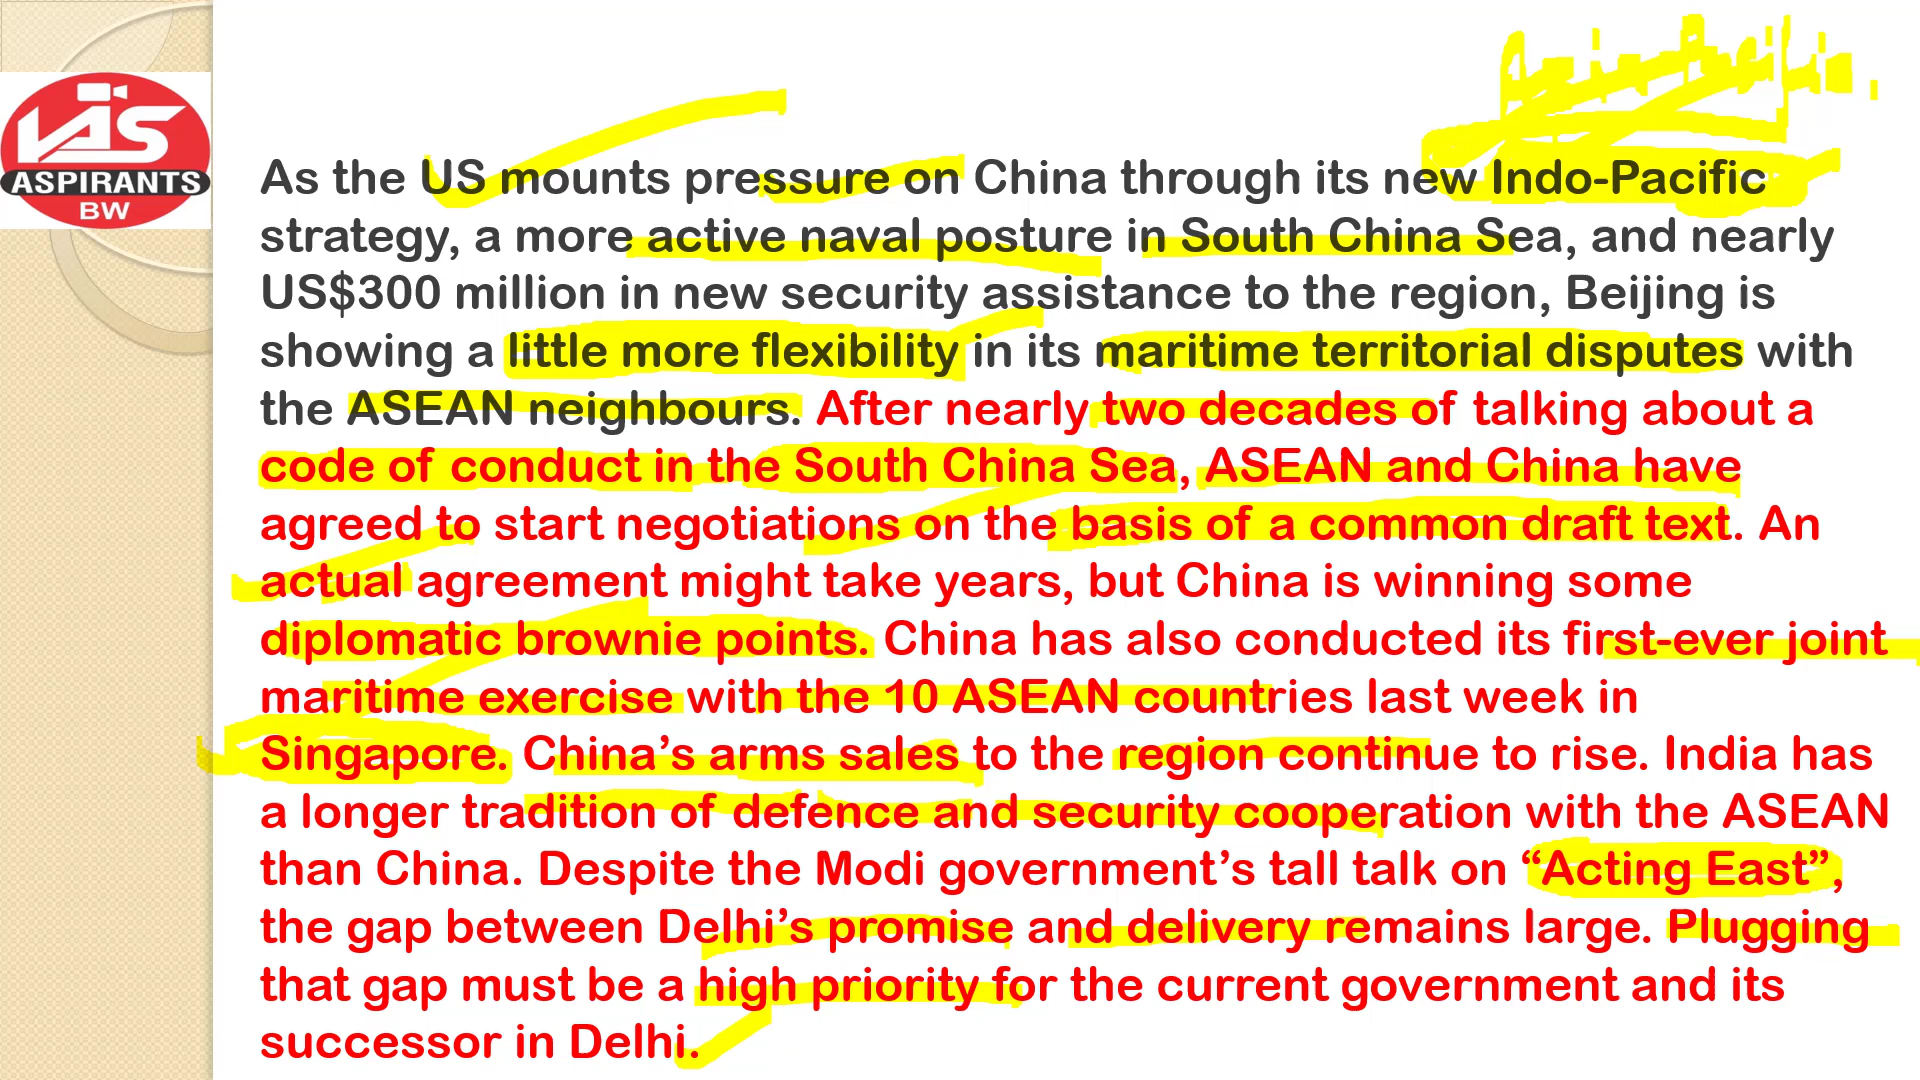 Asia Pacific
IAS
ASPIRANTS
BW
As the US mounts pressure on China through its new Indo-Pacific
strategy, a more active naval posture in South China Sea, and nearly
US$300 million in new security assistance to the region, Beijing is
showing a little more flexibility in its maritime territorial disputes with
the ASEAN neighbours. After nearly two decades of talking about a
code of conduct in the South China Sea, ASEAN and China have
agreed to start negotiations on the basis of a common draft text. An
actual agreement might take years, but China is winning some
diplomatic brownie points. China has also conducted its first-ever joint
maritime exercise with the 10 ASEAN countries last week in
Singapore. China’s arms sales to the region continue to rise. India has
a longer tradition of defence and security cooperation with the ASEAN
than China. Despite the Modi government’s tall talk on “Acting East”,
the gap between Delhi’s promise and delivery remains large. Plugging
that gap must be a high priority for the current government and its
successor in Delhi.